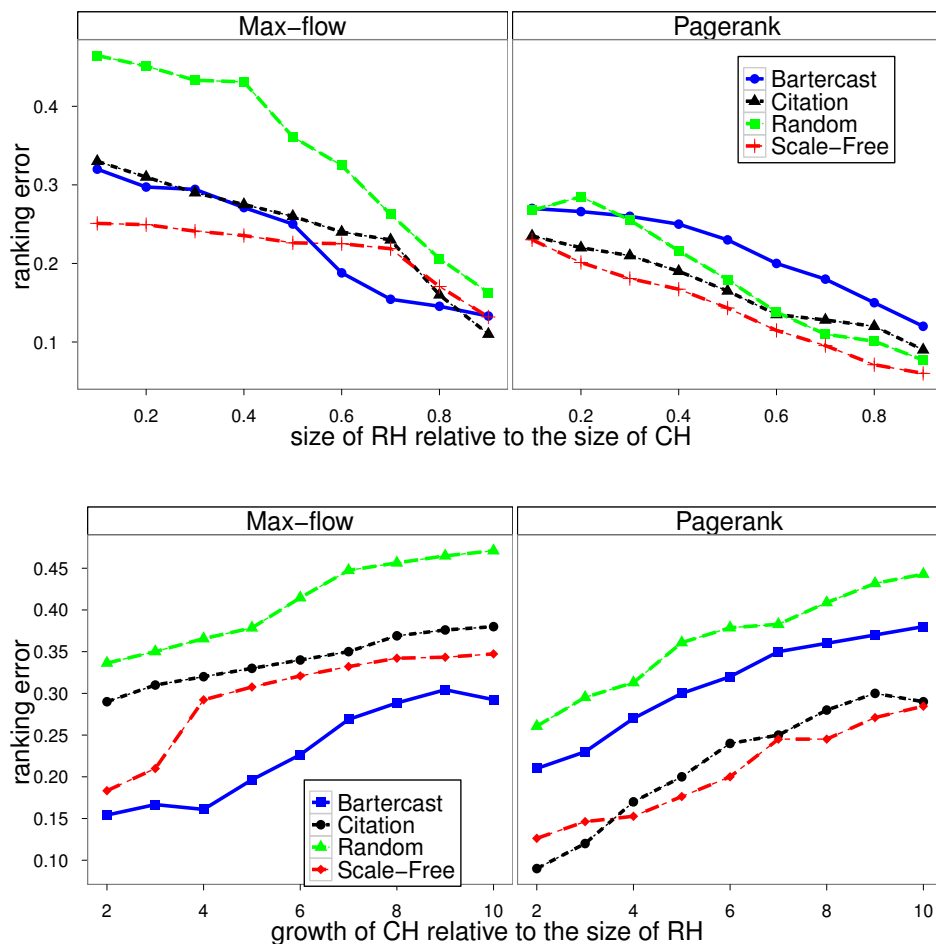 Max−flow
Pagerank
ranking error
0.4
0.3
0.2
0.1
Bartercast
Citation
Random
Scale−Free
0.2 0.4 0.6 0.8
0.2 0.4 0.6 0.8
size of RH relative to the size of CH
Max−flow
Pagerank
ranking error
0.45
0.40
0.35
0.30
0.25
0.20
0.15
0.10
Bartercast
Citation
Random
Scale−Free
2 4 6 8 10
2 4 6 8 10
growth of CH relative to the size of RH